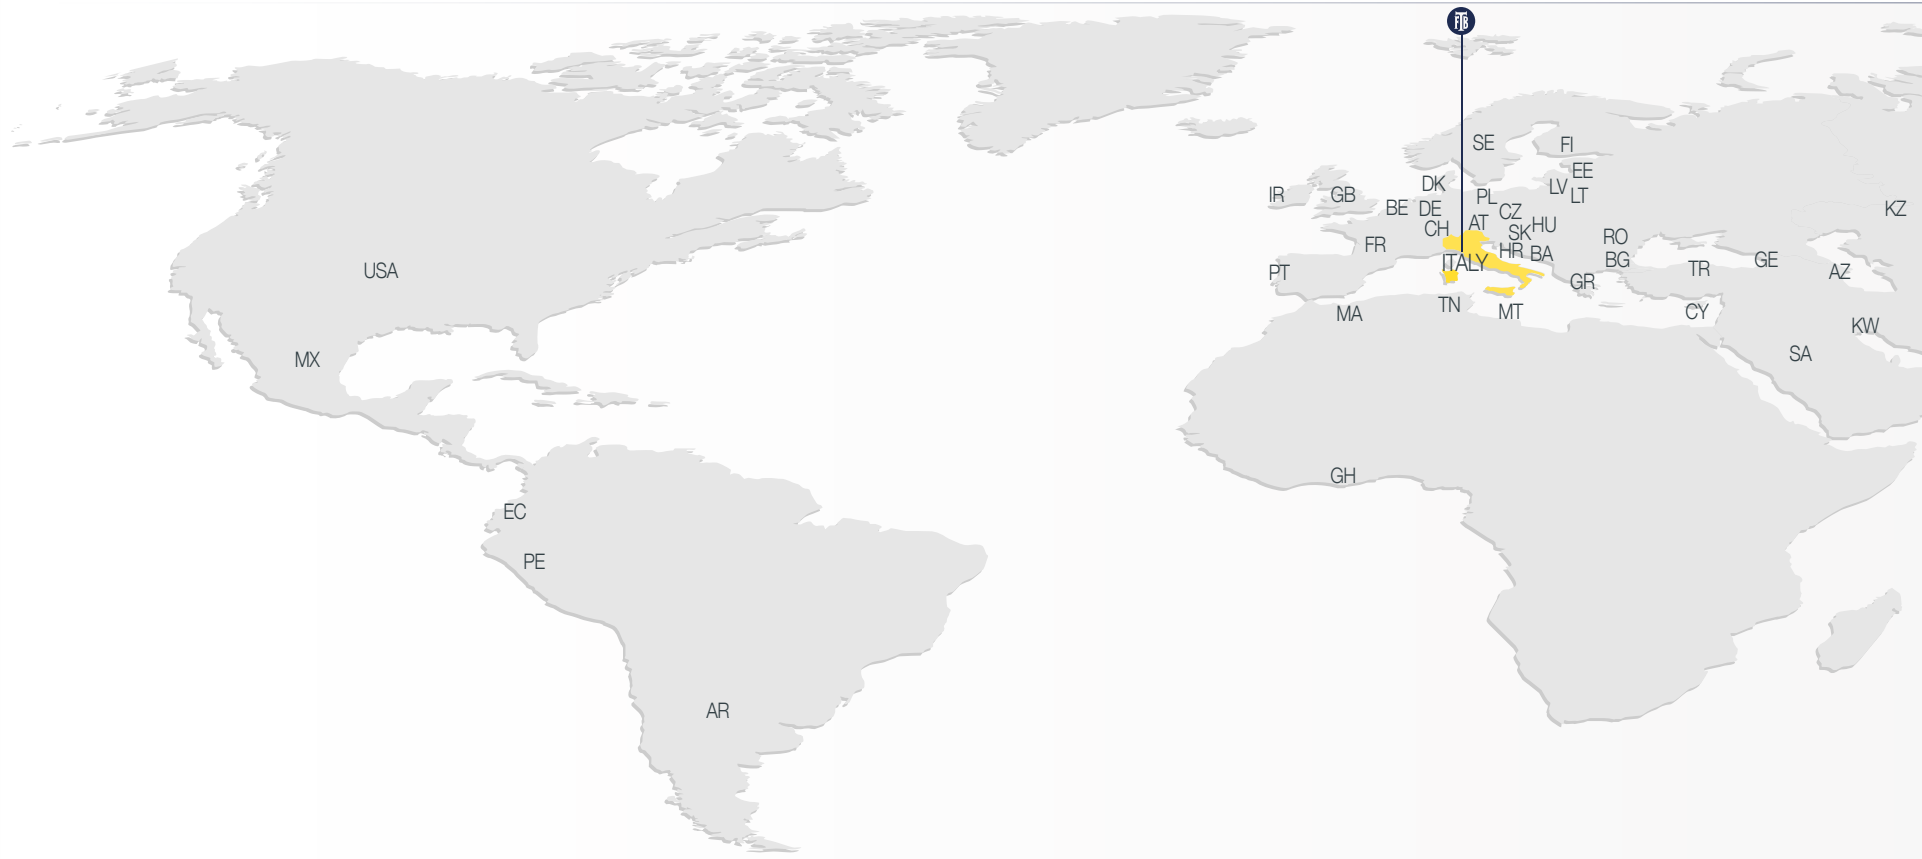 FTB
SE
FI
EE
DK
LV
LT
IR
GB
PL
BE
DE
CZ
KZ
AT
HU
CH
SK
RO
FR
HR
BA
BG
GE
ITALY
TR
USA
PT
AZ
GR
TN
MA
MT
CY
KW
SA
MX
GH
EC
PE
AR